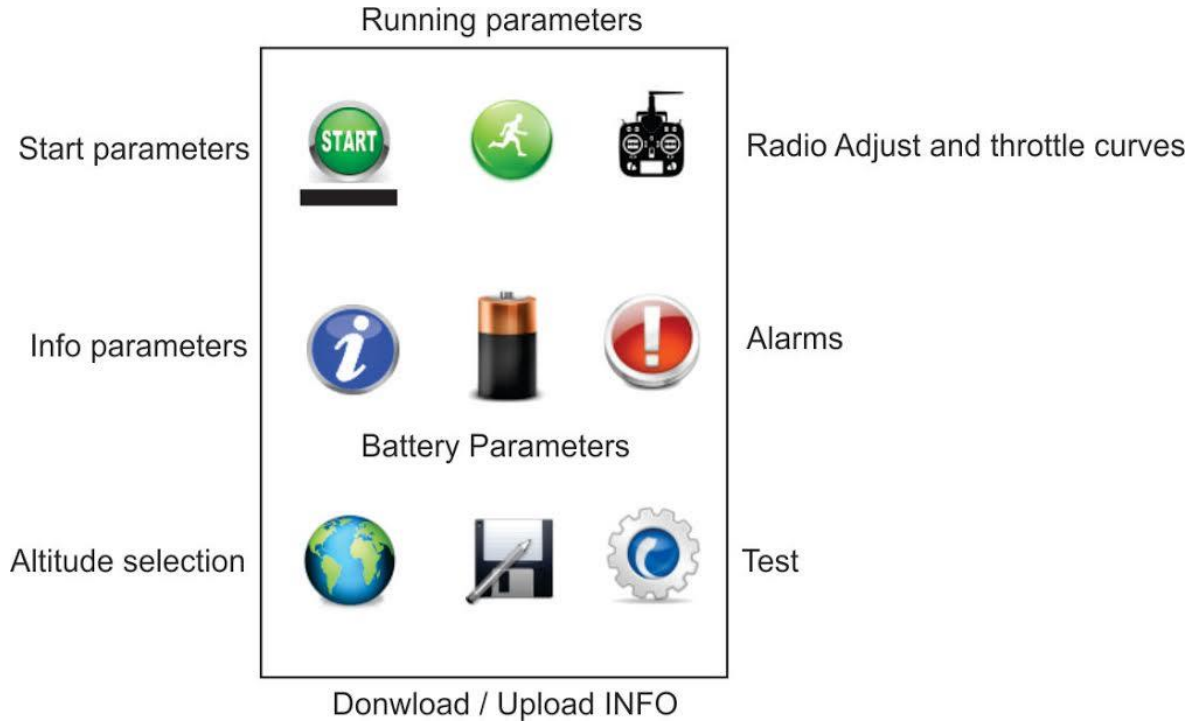 Running parameters
Start parameters
START
Radio Adjust and throttle curves
Info parameters
i
!
Alarms
Battery Parameters
Altitude selection
Test
Donwload / Upload INFO